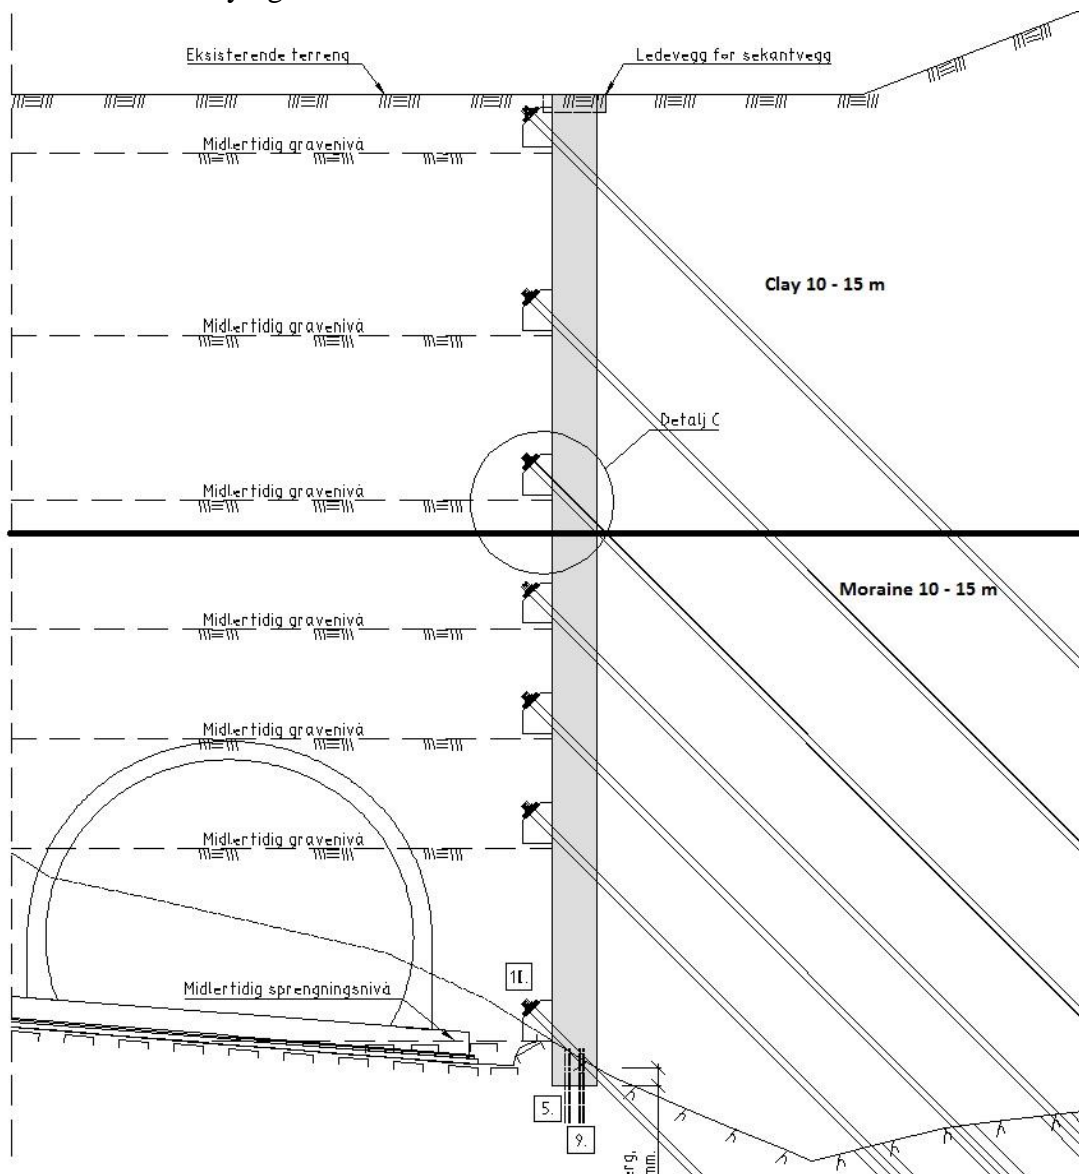 Eksisterende terreng
Ledevegg for sekantvegg
Midlertidig gravenivå
Clay 10 - 15 m
Midlertidig gravenivå
Detalj C
Midlertidig gravenivå
Moraine 10 - 15 m
Midlertidig gravenivå
Midlertidig gravenivå
Midlertidig gravenivå
Midlertidig sprengningsnivå
5.
9.